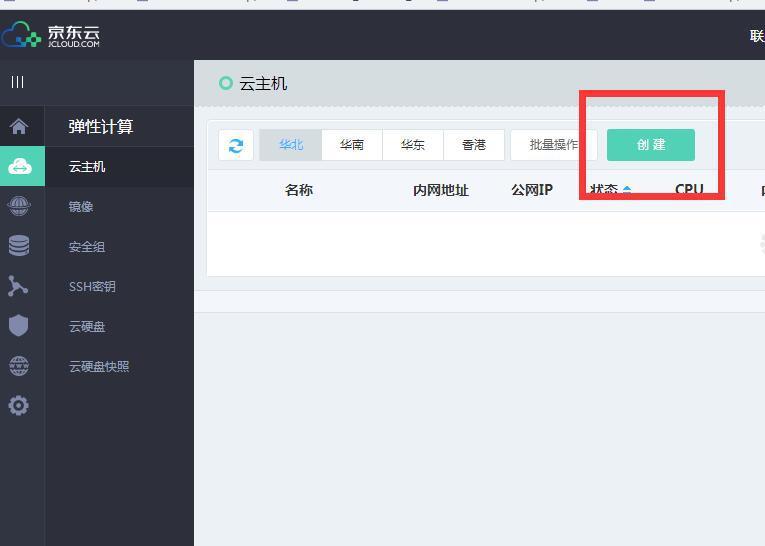 京东云
JCLOUD.COM
联
弹性计算
云主机
镜像
安全组
SSH密钥
云硬盘
云硬盘快照
云主机
华北 华南 华东 香港 批量操作 创建
名称 内网地址 公网IP 状态 CPU